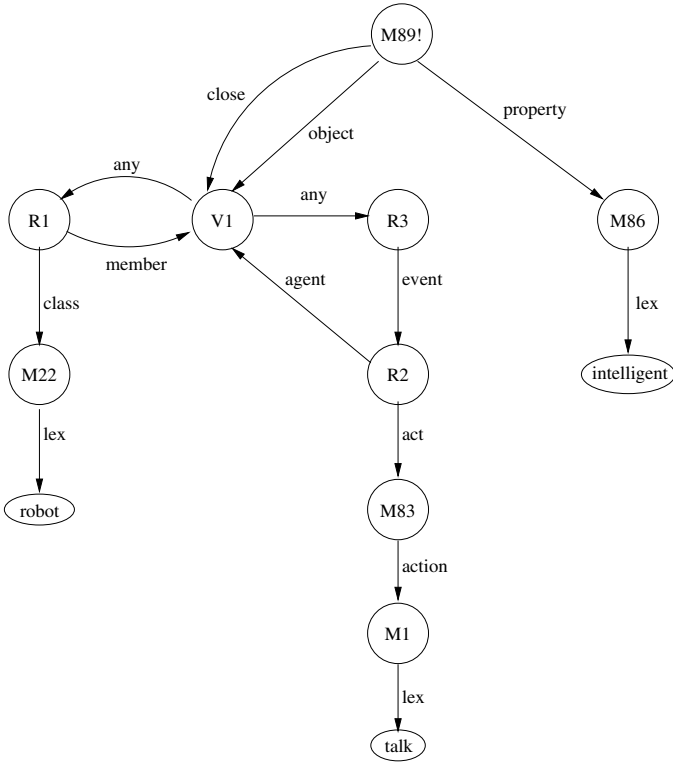 M89!
close
object
property
any
any
R1
V1
R3
M86
member
agent
event
class
lex
M22
R2
intelligent
lex
act
robot
M83
action
M1
lex
talk